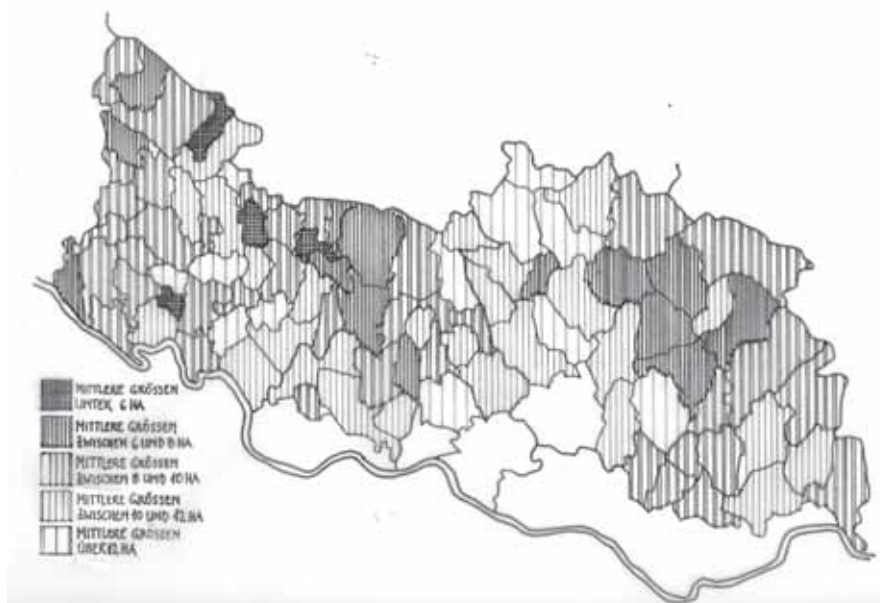 MITTLERE GRÖSSEN
UNTER 6 HA
MITTLERE GRÖSSEN
ZWISCHEN 6 UND 8 HA
MITTLERE GRÖSSEN
ZWISCHEN 8 UND 10 HA
MITTLERE GRÖSSEN
ZWISCHEN 10 UND 12 HA
MITTLERE GRÖSSEN
ÜBER 12 HA